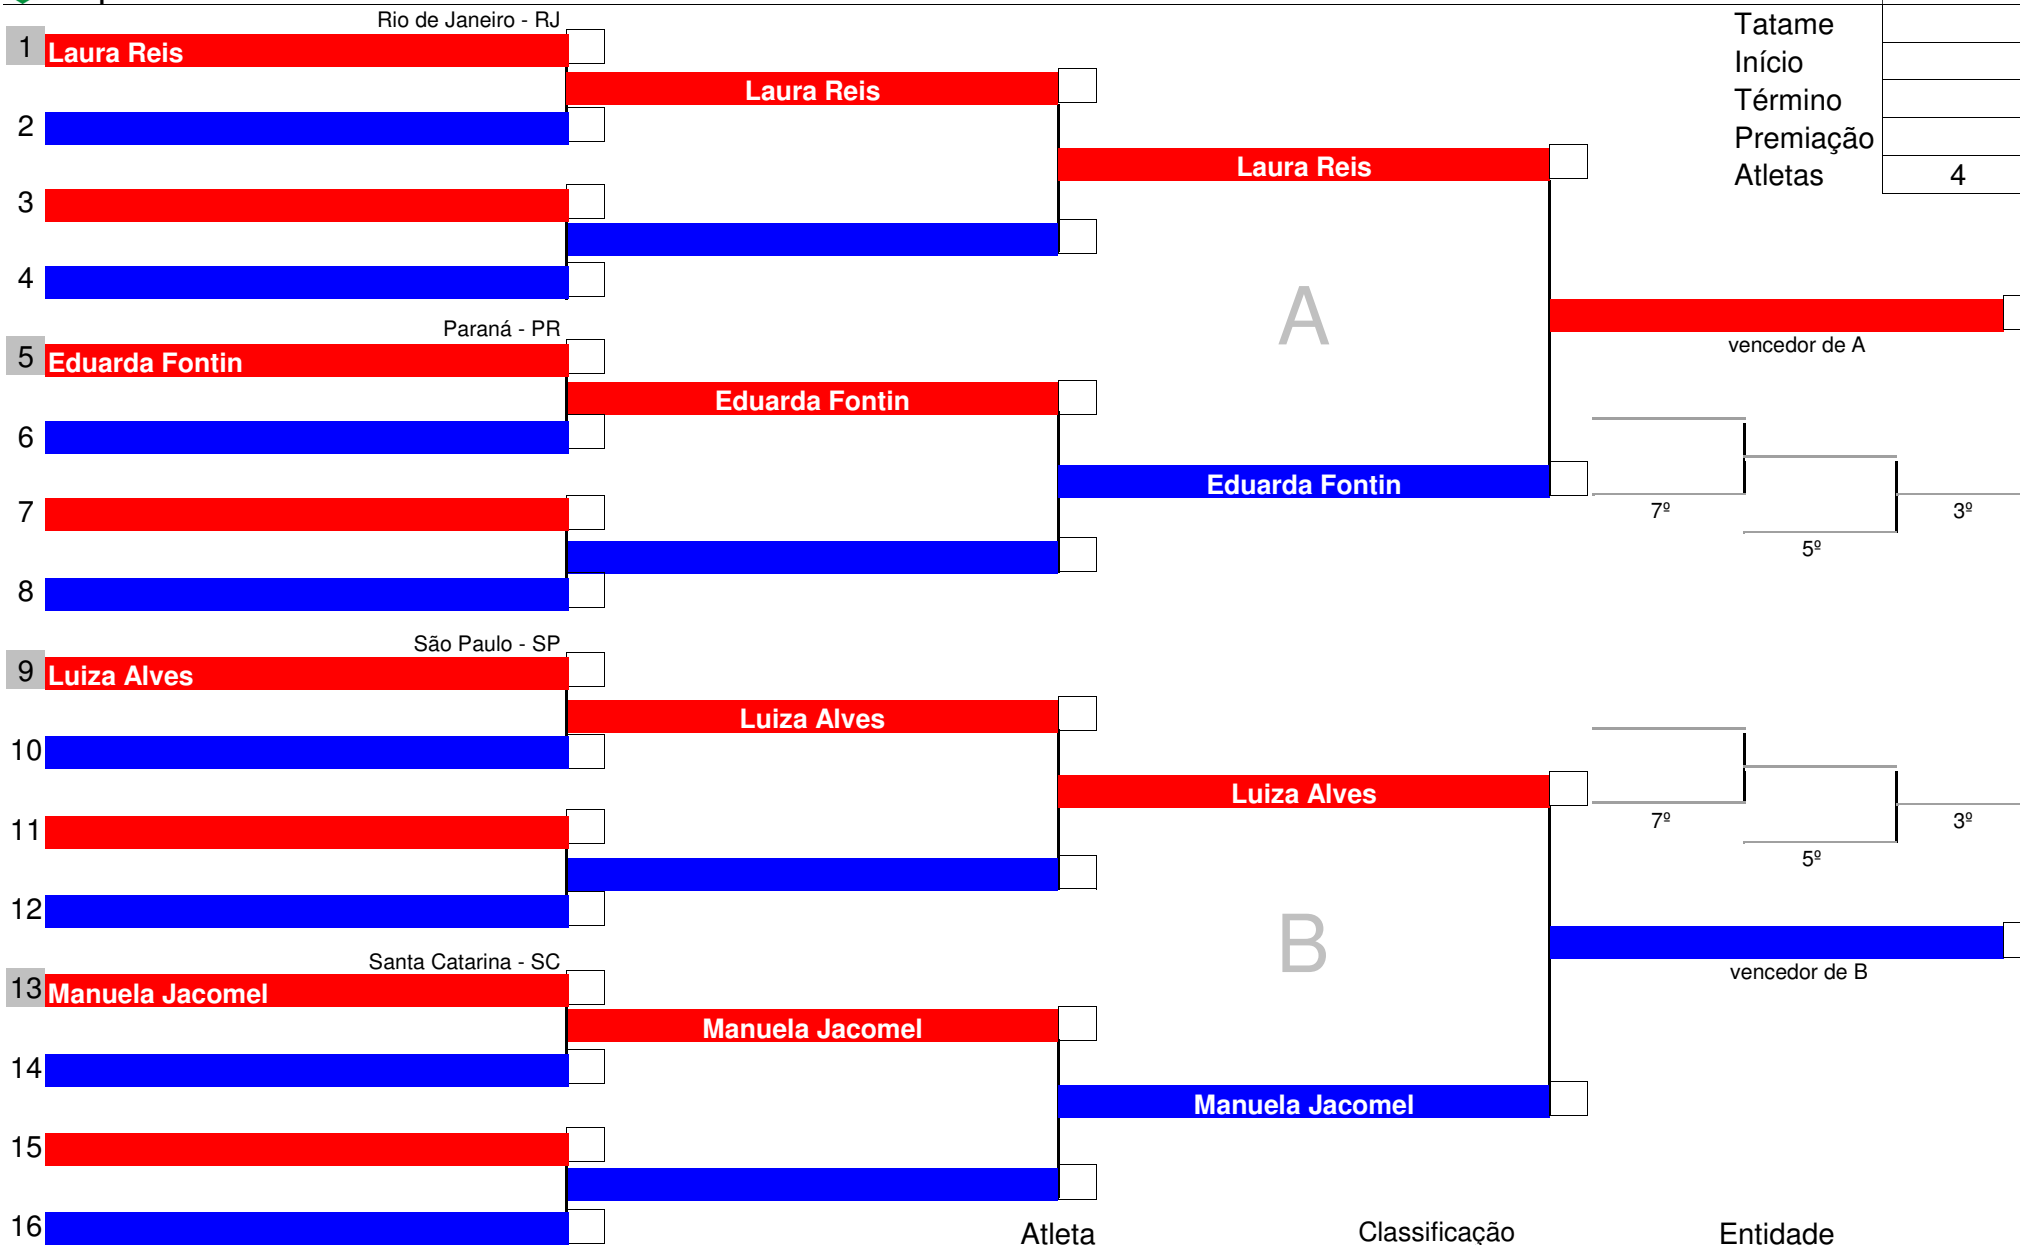 Rio de Janeiro - RJ
1 Laura Reis
Laura Reis
2
Laura Reis
3
4
Paraná - PR
5 Eduarda Fontin
Eduarda Fontin
6
Eduarda Fontin
7
8
A
São Paulo - SP
9 Luiza Alves
Luiza Alves
10
Luiza Alves
11
12
B
Santa Catarina - SC
13 Manuela Jacomel
Manuela Jacomel
14
Manuela Jacomel
15
16
Tatame
Início
Término
Premiação
Atletas 4
vencedor de A
7º
3º
5º
7º
3º
5º
vencedor de B
Atleta Classificação Entidade